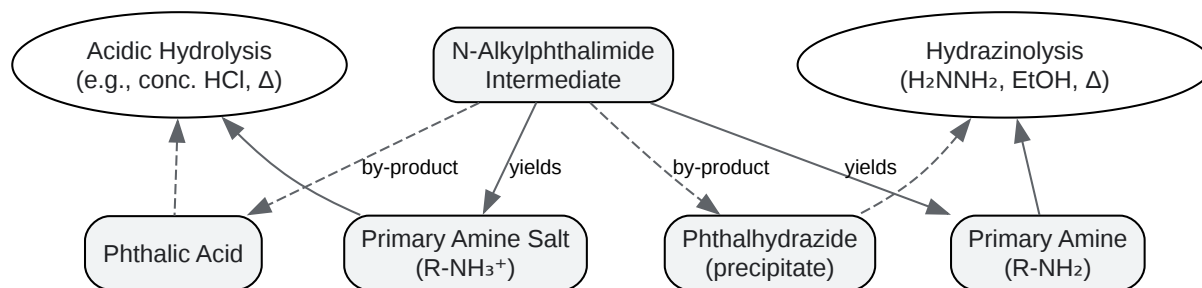 Acidic Hydrolysis
(e.g., conc. HCl, Δ)
N-Alkylphthalimide
Intermediate
Hydrazinolysis
(H₂NNH₂, EtOH, Δ)
by-product
yields
by-product
yields
Phthalic Acid
Primary Amine Salt
(R-NH₃⁺)
Phthalhydrazide
(precipitate)
Primary Amine
(R-NH₂)